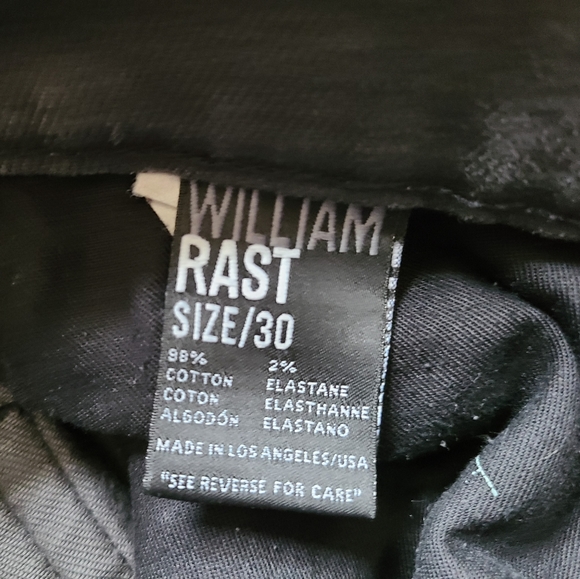 WILLIAM
RAST
SIZE/30
98% 2%
COTTON ELASTANE
COTON ELASTHANNE
ALGODÓN ELASTANO
MADE IN LOS ANGELES/USA
"SEE REVERSE FOR CARE"